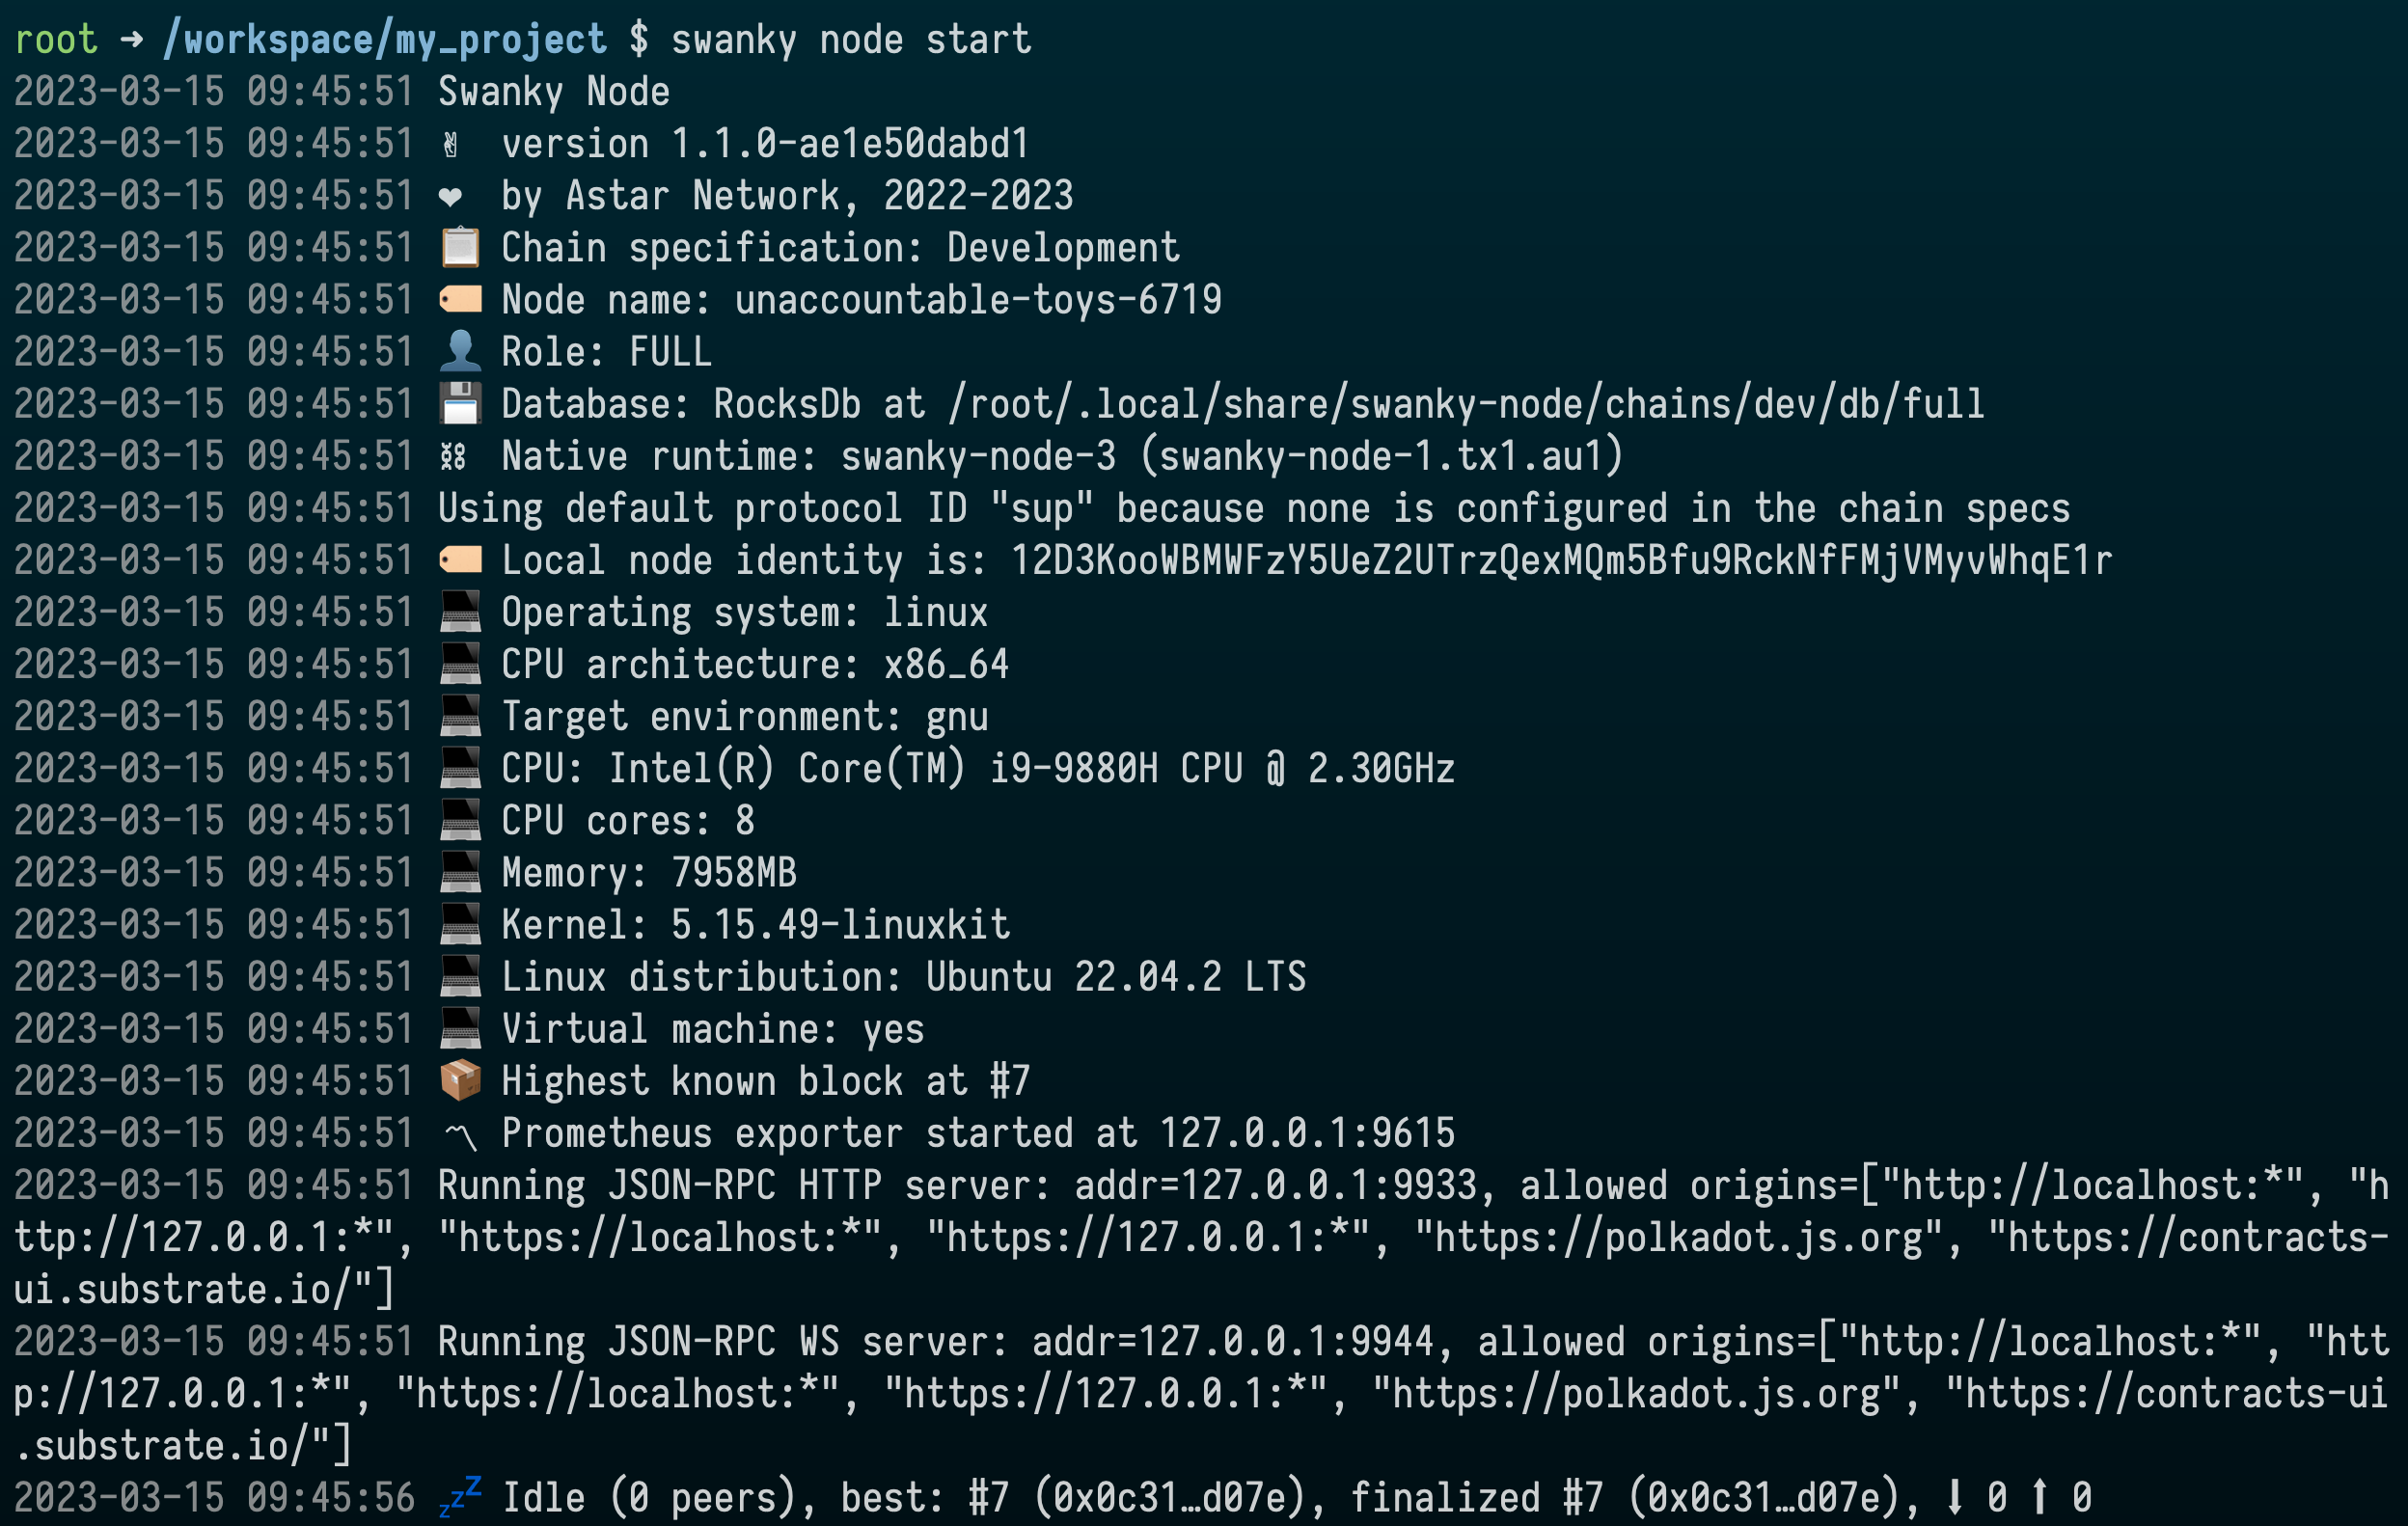 root ➜ /workspace/my_project $ swanky node start
2023-03-15 09:45:51 Swanky Node
2023-03-15 09:45:51 ✌️  version 1.1.0-ae1e50dabd1
2023-03-15 09:45:51 ❤️  by Astar Network, 2022-2023
2023-03-15 09:45:51 📋 Chain specification: Development
2023-03-15 09:45:51 🏷 Node name: unaccountable-toys-6719
2023-03-15 09:45:51 👤 Role: FULL
2023-03-15 09:45:51 💾 Database: RocksDb at /root/.local/share/swanky-node/chains/dev/db/full
2023-03-15 09:45:51 ⛓  Native runtime: swanky-node-3 (swanky-node-1.tx1.au1)
2023-03-15 09:45:51 Using default protocol ID "sup" because none is configured in the chain specs
2023-03-15 09:45:51 🏷 Local node identity is: 12D3KooWBMWFzY5UeZ2UTrzQexMQm5Bfu9RckNfFMjVMyvWhqE1r
2023-03-15 09:45:51 💻 Operating system: linux
2023-03-15 09:45:51 💻 CPU architecture: x86_64
2023-03-15 09:45:51 💻 Target environment: gnu
2023-03-15 09:45:51 💻 CPU: Intel(R) Core(TM) i9-9880H CPU @ 2.30GHz
2023-03-15 09:45:51 💻 CPU cores: 8
2023-03-15 09:45:51 💻 Memory: 7958MB
2023-03-15 09:45:51 💻 Kernel: 5.15.49-linuxkit
2023-03-15 09:45:51 💻 Linux distribution: Ubuntu 22.04.2 LTS
2023-03-15 09:45:51 💻 Virtual machine: yes
2023-03-15 09:45:51 📦 Highest known block at #7
2023-03-15 09:45:51 〽️ Prometheus exporter started at 127.0.0.1:9615
2023-03-15 09:45:51 Running JSON-RPC HTTP server: addr=127.0.0.1:9933, allowed origins=["http://localhost:*", "h
ttp://127.0.0.1:*", "https://localhost:*", "https://127.0.0.1:*", "https://polkadot.js.org", "https://contracts-
ui.substrate.io/"]
2023-03-15 09:45:51 Running JSON-RPC WS server: addr=127.0.0.1:9944, allowed origins=["http://localhost:*", "htt
p://127.0.0.1:*", "https://localhost:*", "https://127.0.0.1:*", "https://polkadot.js.org", "https://contracts-ui
.substrate.io/"]
2023-03-15 09:45:56 💤 Idle (0 peers), best: #7 (0x0c31…d07e), finalized #7 (0x0c31…d07e), ⬇ 0 ⬆ 0